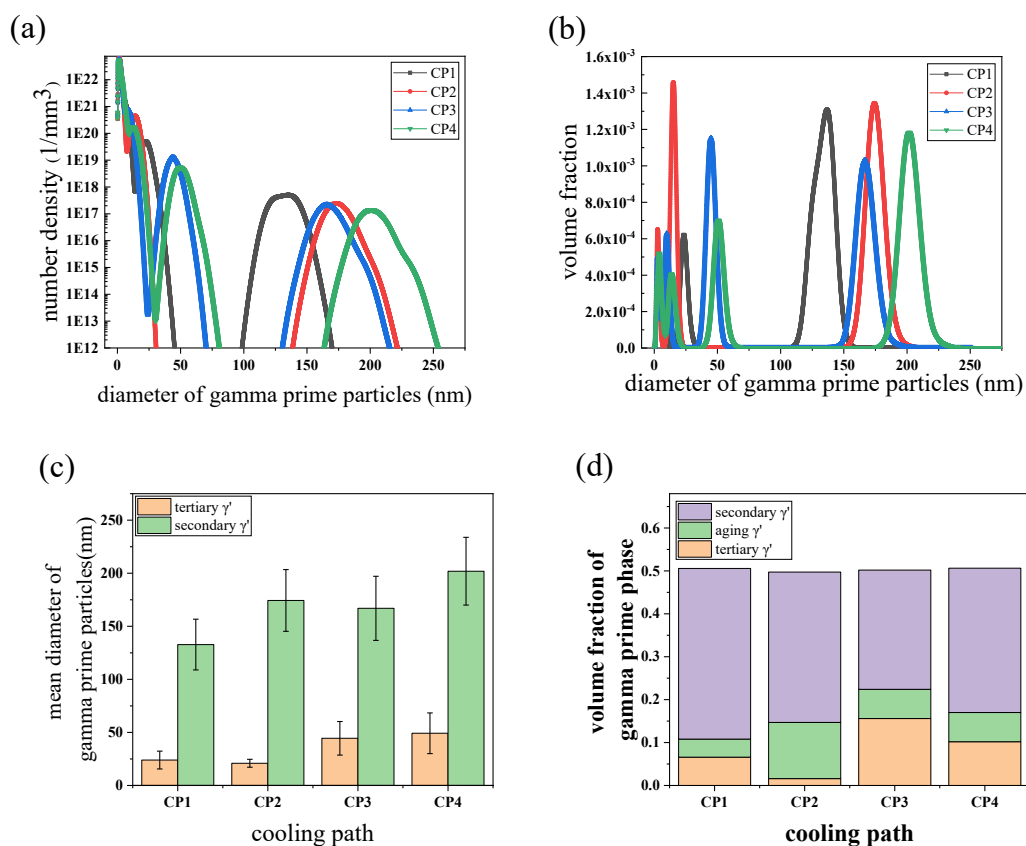 (a)
number density (1/mm³)
1E22
1E21
1E20
1E19
1E18
1E17
1E16
1E15
1E14
1E13
1E12
CP1
CP2
CP3
CP4
0 50 100 150 200 250
diameter of gamma prime particles (nm)
(b)
volume fraction
1.6x10⁻³
1.4x10⁻³
1.2x10⁻³
1.0x10⁻³
8.0x10⁻⁴
6.0x10⁻⁴
4.0x10⁻⁴
2.0x10⁻⁴
0.0
CP1
CP2
CP3
CP4
0 50 100 150 200 250
diameter of gamma prime particles (nm)
(c)
mean diameter of
gamma prime particles(nm)
250
200
150
100
50
0
tertiary γ'
secondary γ'
CP1 CP2 CP3 CP4
cooling path
(d)
volume fraction of
gamma prime phase
0.6
0.5
0.4
0.3
0.2
0.1
0.0
secondary γ'
aging γ'
tertiary γ'
CP1 CP2 CP3 CP4
cooling path